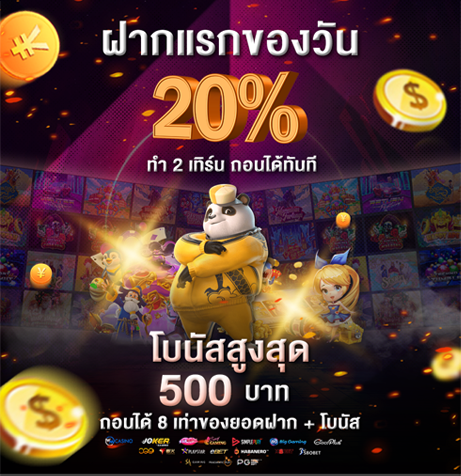 ฝากแรกของวัน
20%
ทำ 2 เทิร์น ถอนได้ทันที
โบนัสสูงสุด
500 บาท
ถอนได้ 8 เท่าของยอดฝาก + โบนัส
JOKER
SIMPLEPLAY
Big Gaming
HABANERO
SBOBET
PG